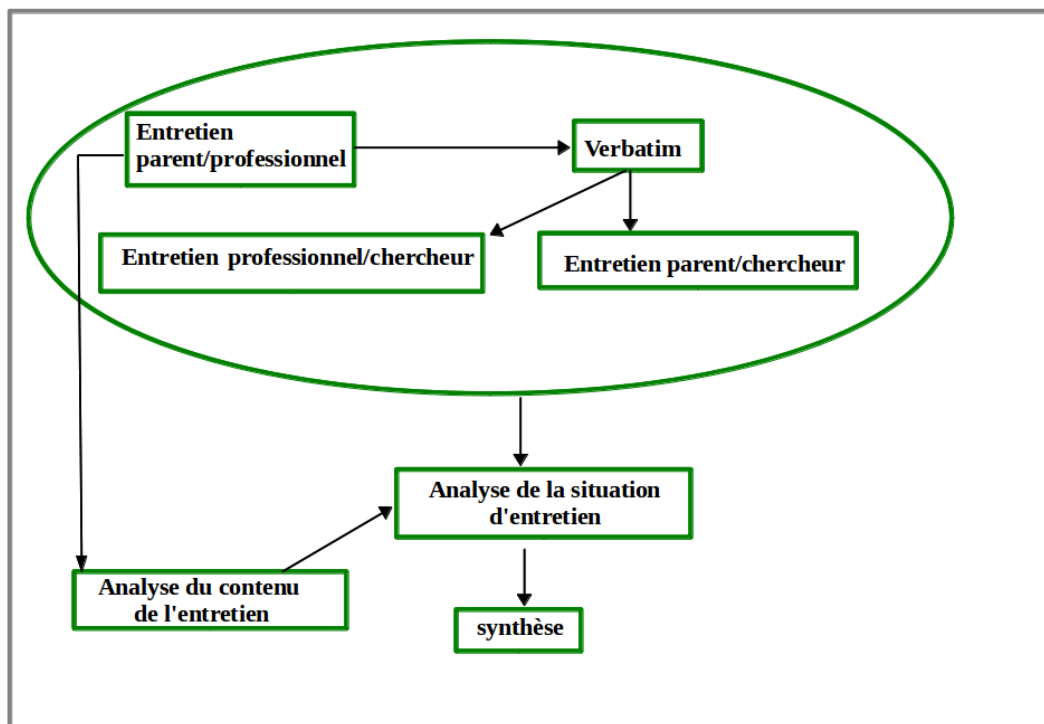 Entretien
parent/professionnel
Verbatim
Entretien professionnel/chercheur
Entretien parent/chercheur
Analyse de la situation
d'entretien
Analyse du contenu
de l'entretien
synthèse